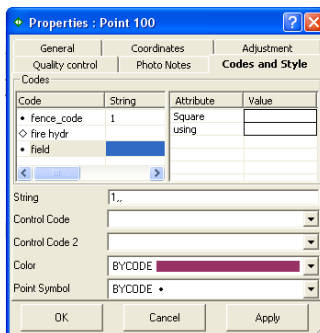 Properties : Point 100
General Coordinates Adjustment
Quality control Photo Notes Codes and Style
Codes
Code String Attribute Value
fence_code 1 Square
fire hydr using
field
String 1,,
Control Code
Control Code 2
Color BYCODE
Point Symbol BYCODE
OK Cancel Apply